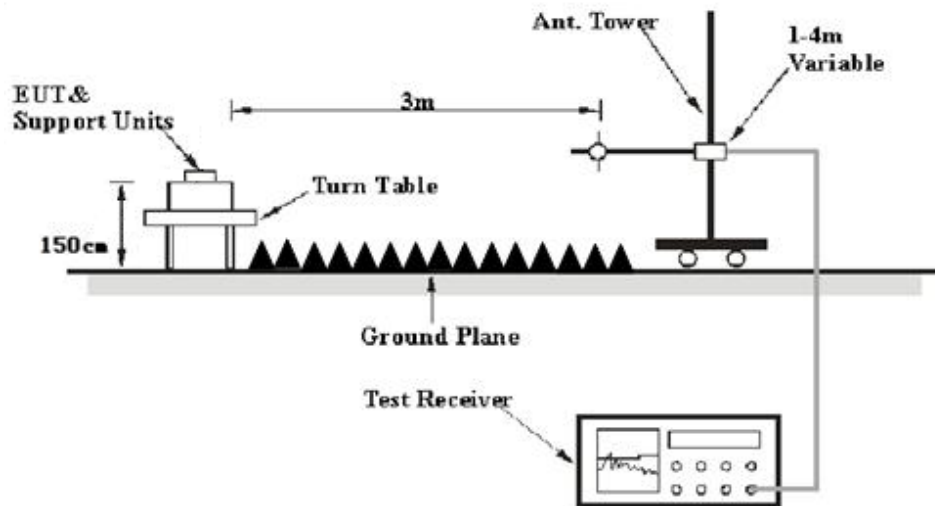 Ant. Tower
1-4m
Variable
EUT&
Support Units
3m
Turn Table
150cm
Ground Plane
Test Receiver